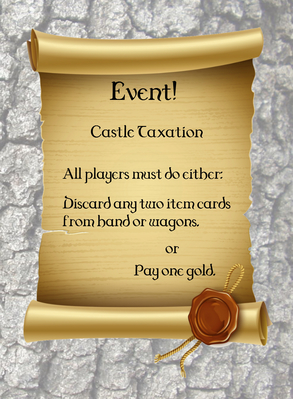 Event!
Castle Taxation
All players must do either:
Discard any two item cards
from hand or wagons.
or
Pay one gold.